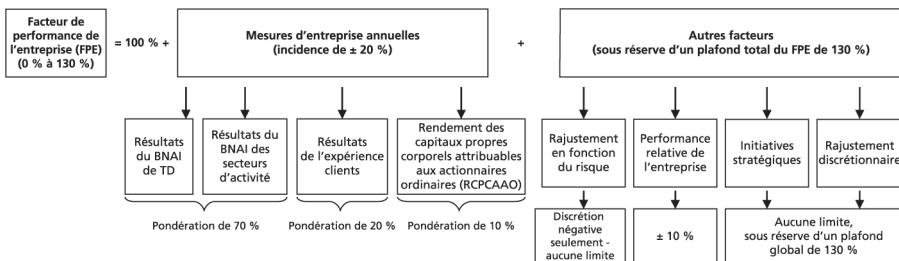 Facteur de
performance de
l'entreprise (FPE)
(0 % à 130 %)
= 100 % +
Mesures d'entreprise annuelles
(incidence de ± 20 %)
+
Autres facteurs
(sous réserve d'un plafond total du FPE de 130 %)
Résultats
du BNAI
de TD
Résultats du
BNAI des
secteurs
d'activité
Résultats
de l'expérience
clients
Rendement des
capitaux propres
corporels attribuables
aux actionnaires
ordinaires (RCPCAAO)
Rajustement
en fonction
du risque
Performance
relative de
l'entreprise
Initiatives
stratégiques
Rajustement
discrétionnaire
Pondération de 70 %
Pondération de 20 %
Pondération de 10 %
Discrétion
négative
seulement -
aucune limite
± 10 %
Aucune limite,
sous réserve d'un plafond
global de 130 %